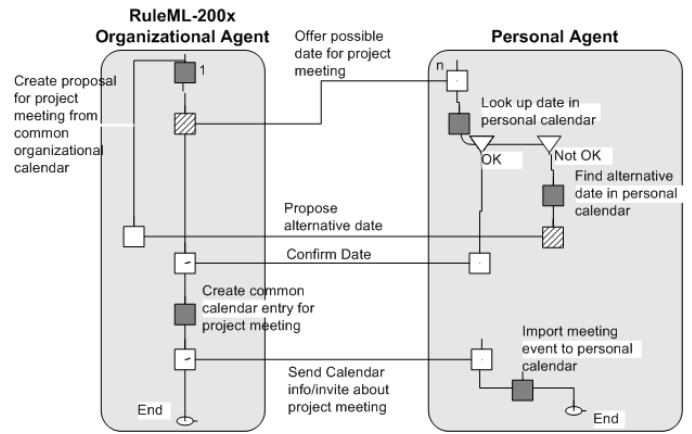 RuleML-200x
Organizational Agent
Offer possible
date for project
meeting
Personal Agent
Create proposal
for project
meeting from
common
organizational
calendar
1
n
Look up date in
personal calendar
OK
Not OK
Find alternative
date in personal
calendar
Propose
alternative date
Confirm Date
Create common
calendar entry for
project meeting
Import meeting
event to personal
calendar
Send Calendar
info/invite about
project meeting
End
End